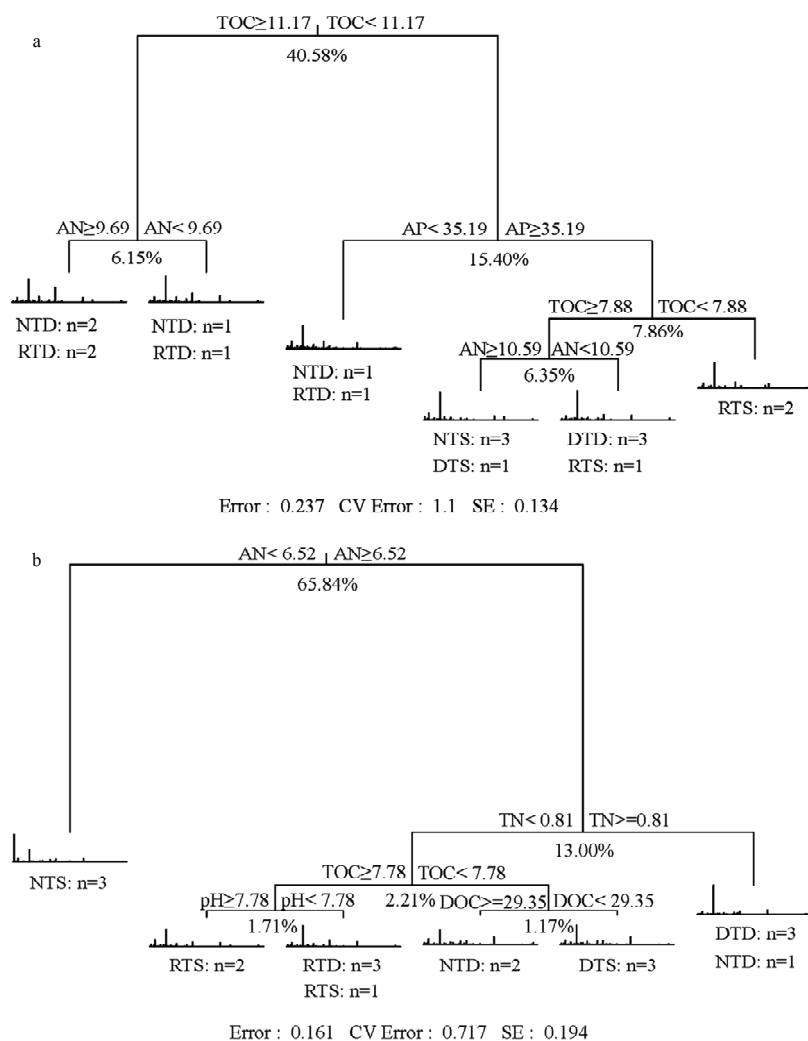 a
TOC≥11.17 TOC< 11.17
40.58%
AN≥9.69 AN< 9.69
6.15%
AP< 35.19 AP≥35.19
15.40%
NTD: n=2
RTD: n=2
NTD: n=1
RTD: n=1
NTD: n=1
RTD: n=1
TOC≥7.88 TOC< 7.88
7.86%
AN≥10.59 AN<10.59
6.35%
NTS: n=3
DTS: n=1
DTD: n=3
RTS: n=1
RTS: n=2
Error : 0.237 CV Error : 1.1 SE : 0.134
b
AN< 6.52 AN≥6.52
65.84%
NTS: n=3
TN< 0.81 TN>=0.81
13.00%
TOC≥7.78 TOC< 7.78
2.21%
pH≥7.78 pH< 7.78
1.71%
DOC>=29.35 DOC< 29.35
1.17%
RTS: n=2
RTD: n=3
RTS: n=1
NTD: n=2
DTS: n=3
DTD: n=3
NTD: n=1
Error : 0.161 CV Error : 0.717 SE : 0.194